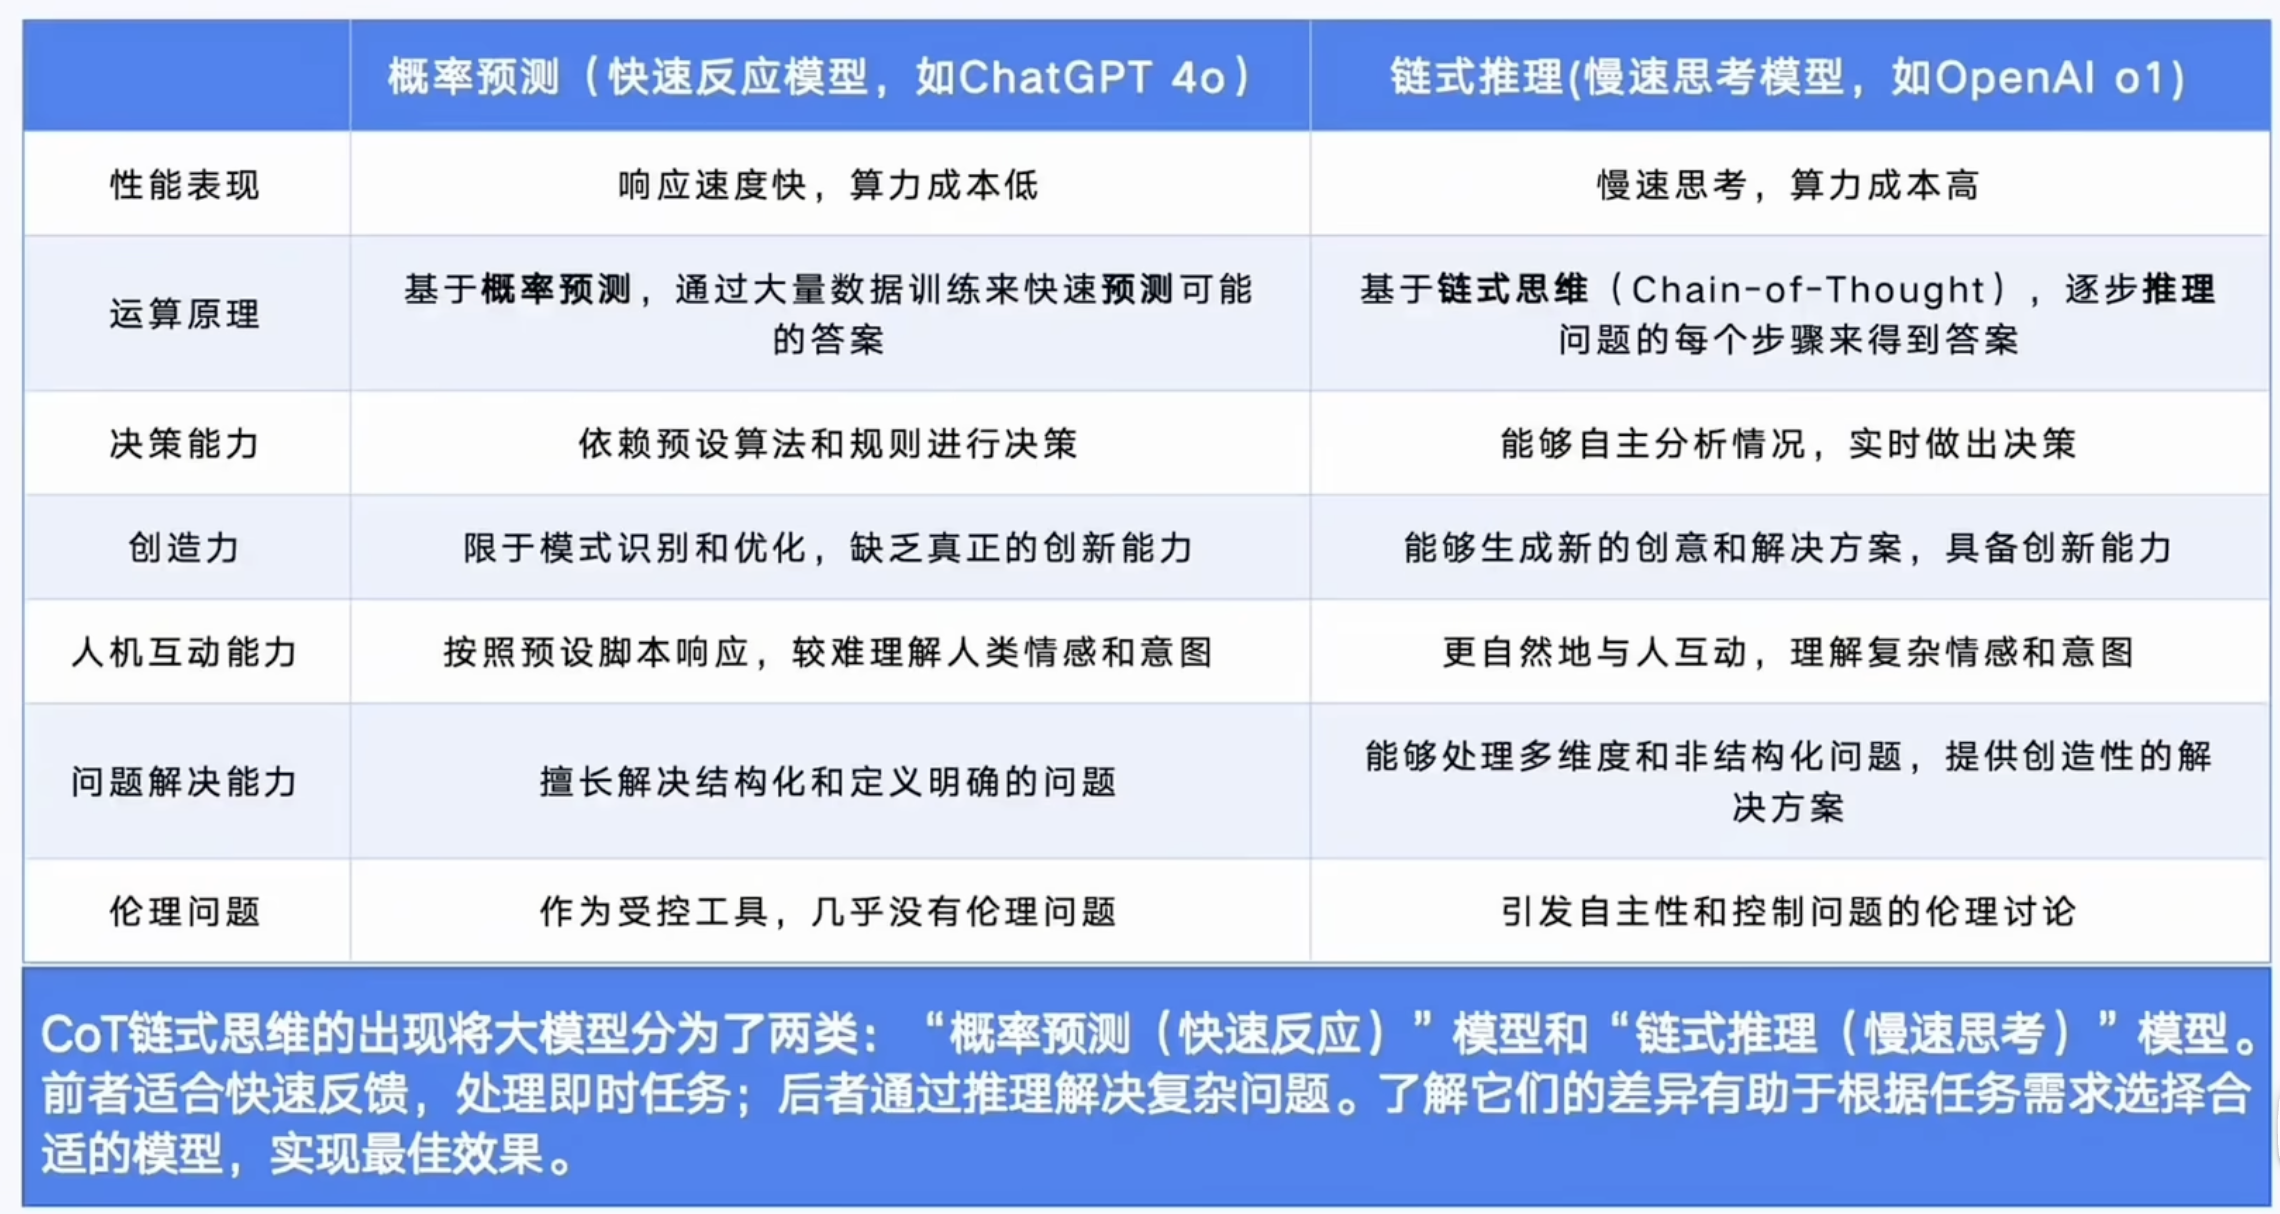 概率预测（快速反应模型，如ChatGPT 4o）
链式推理(慢速思考模型，如OpenAI o1)
性能表现
响应速度快，算力成本低
慢速思考，算力成本高
运算原理
基于概率预测，通过大量数据训练来快速预测可能
的答案
基于链式思维（Chain-of-Thought），逐步推理
问题的每个步骤来得到答案
决策能力
依赖预设算法和规则进行决策
能够自主分析情况，实时做出决策
创造力
限于模式识别和优化，缺乏真正的创新能力
能够生成新的创意和解决方案，具备创新能力
人机互动能力
按照预设脚本响应，较难理解人类情感和意图
更自然地与人互动，理解复杂情感和意图
问题解决能力
擅长解决结构化和定义明确的问题
能够处理多维度和非结构化问题，提供创造性的解
决方案
伦理问题
作为受控工具，几乎没有伦理问题
引发自主性和控制问题的伦理讨论
CoT链式思维的出现将大模型分为了两类：“概率预测（快速反应）”模型和“链式推理（慢速思考）”模型。
前者适合快速反馈，处理即时任务；后者通过推理解决复杂问题。了解它们的差异有助于根据任务需求选择合
适的模型，实现最佳效果。